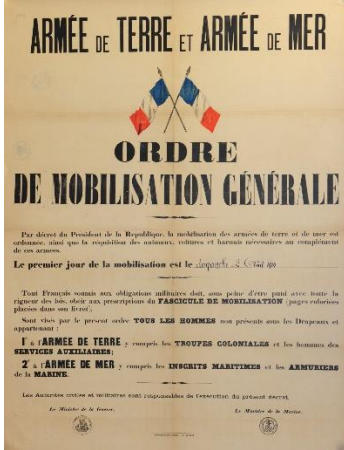 ARMÉE DE TERRE ET ARMÉE DE MER
ORDRE
DE MOBILISATION GÉNÉRALE
Par décret du Président de la République, la mobilisation des armées de terre et de mer est
ordonnée, ainsi que la réquisition des animaux, voitures et harnais nécessaires au complément
de ces armées.
Le premier jour de la mobilisation est le dimanche 2 Août 1914
Tout Français soumis aux obligations militaires doit, sous peine d'être puni avec toute la
rigueur des lois, obéir aux prescriptions du FASCICULE DE MOBILISATION (pages coloriées
placées dans son livret).
Sont visés par le présent ordre TOUS LES HOMMES non présents sous les Drapeaux et
appartenant :
1° à l'ARMÉE DE TERRE y compris les TROUPES COLONIALES et les hommes des
SERVICES AUXILIAIRES;
2° à l'ARMÉE DE MER y compris les INSCRITS MARITIMES et les ARMURIERS
de la MARINE.
Les Autorités civiles et militaires sont responsables de l'exécution du présent décret.
Le Ministre de la Guerre, Le Ministre de la Marine,